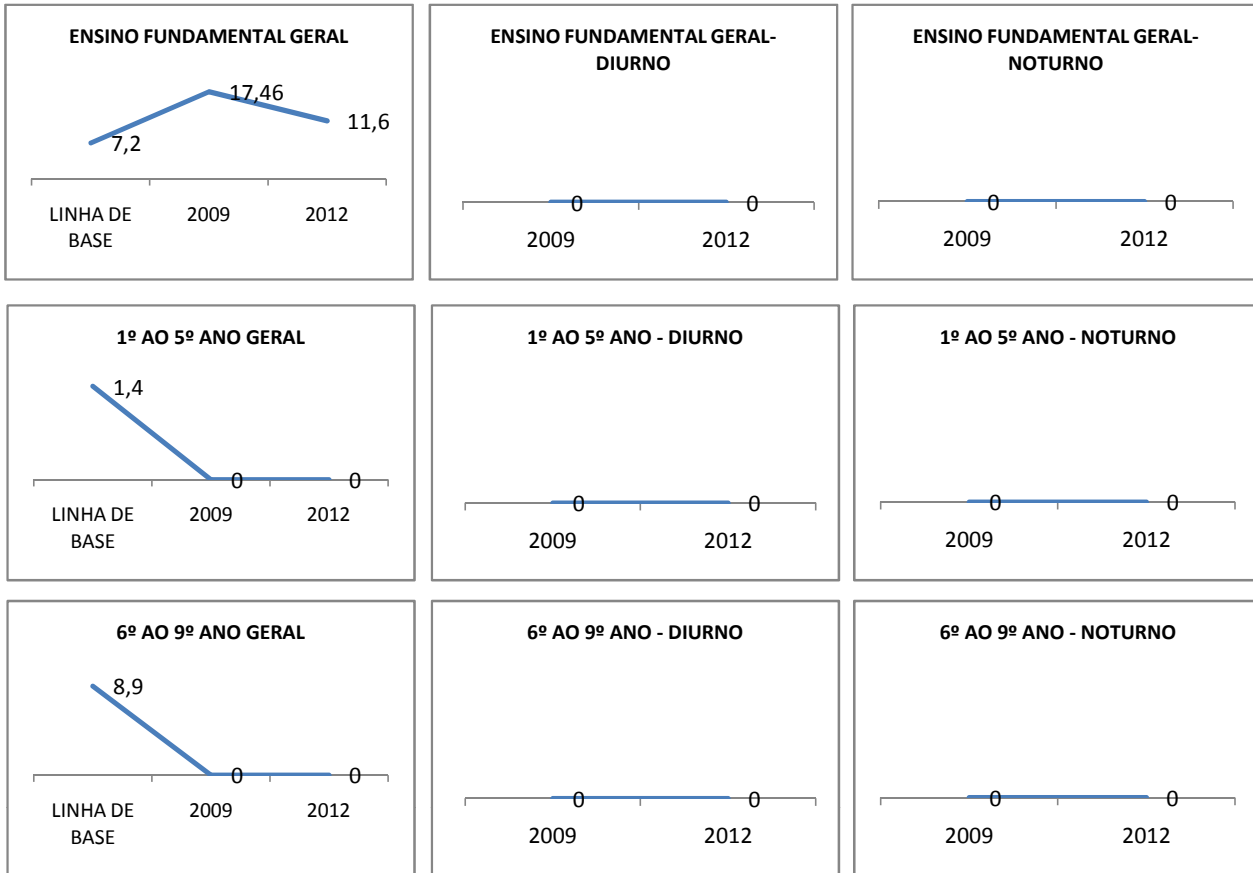 ENSINO FUNDAMENTAL GERAL
17,46
11,6
7,2
LINHA DE BASE 2009 2012
ENSINO FUNDAMENTAL GERAL-
DIURNO
0 0
2009 2012
ENSINO FUNDAMENTAL GERAL-
NOTURNO
0 0
2009 2012
1º AO 5º ANO GERAL
1,4
0 0
LINHA DE BASE 2009 2012
1º AO 5º ANO - DIURNO
0 0
2009 2012
1º AO 5º ANO - NOTURNO
0 0
2009 2012
6º AO 9º ANO GERAL
8,9
0 0
LINHA DE BASE 2009 2012
6º AO 9º ANO - DIURNO
0 0
2009 2012
6º AO 9º ANO - NOTURNO
0 0
2009 2012